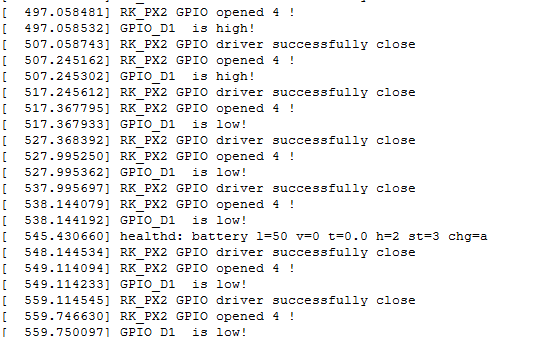 [  497.058481] RK_PX2 GPIO opened 4 !
[  497.058532] GPIO_D1  is high!
[  507.058743] RK_PX2 GPIO driver successfully close
[  507.245162] RK_PX2 GPIO opened 4 !
[  507.245302] GPIO_D1  is high!
[  517.245612] RK_PX2 GPIO driver successfully close
[  517.367795] RK_PX2 GPIO opened 4 !
[  517.367933] GPIO_D1  is low!
[  527.368392] RK_PX2 GPIO driver successfully close
[  527.995250] RK_PX2 GPIO opened 4 !
[  527.995362] GPIO_D1  is low!
[  537.995697] RK_PX2 GPIO driver successfully close
[  538.144079] RK_PX2 GPIO opened 4 !
[  538.144192] GPIO_D1  is low!
[  545.430660] healthd: battery l=50 v=0 t=0.0 h=2 st=3 chg=a
[  548.144534] RK_PX2 GPIO driver successfully close
[  549.114094] RK_PX2 GPIO opened 4 !
[  549.114233] GPIO_D1  is low!
[  559.114545] RK_PX2 GPIO driver successfully close
[  559.746630] RK_PX2 GPIO opened 4 !
[  559.750097] GPIO_D1  is low!